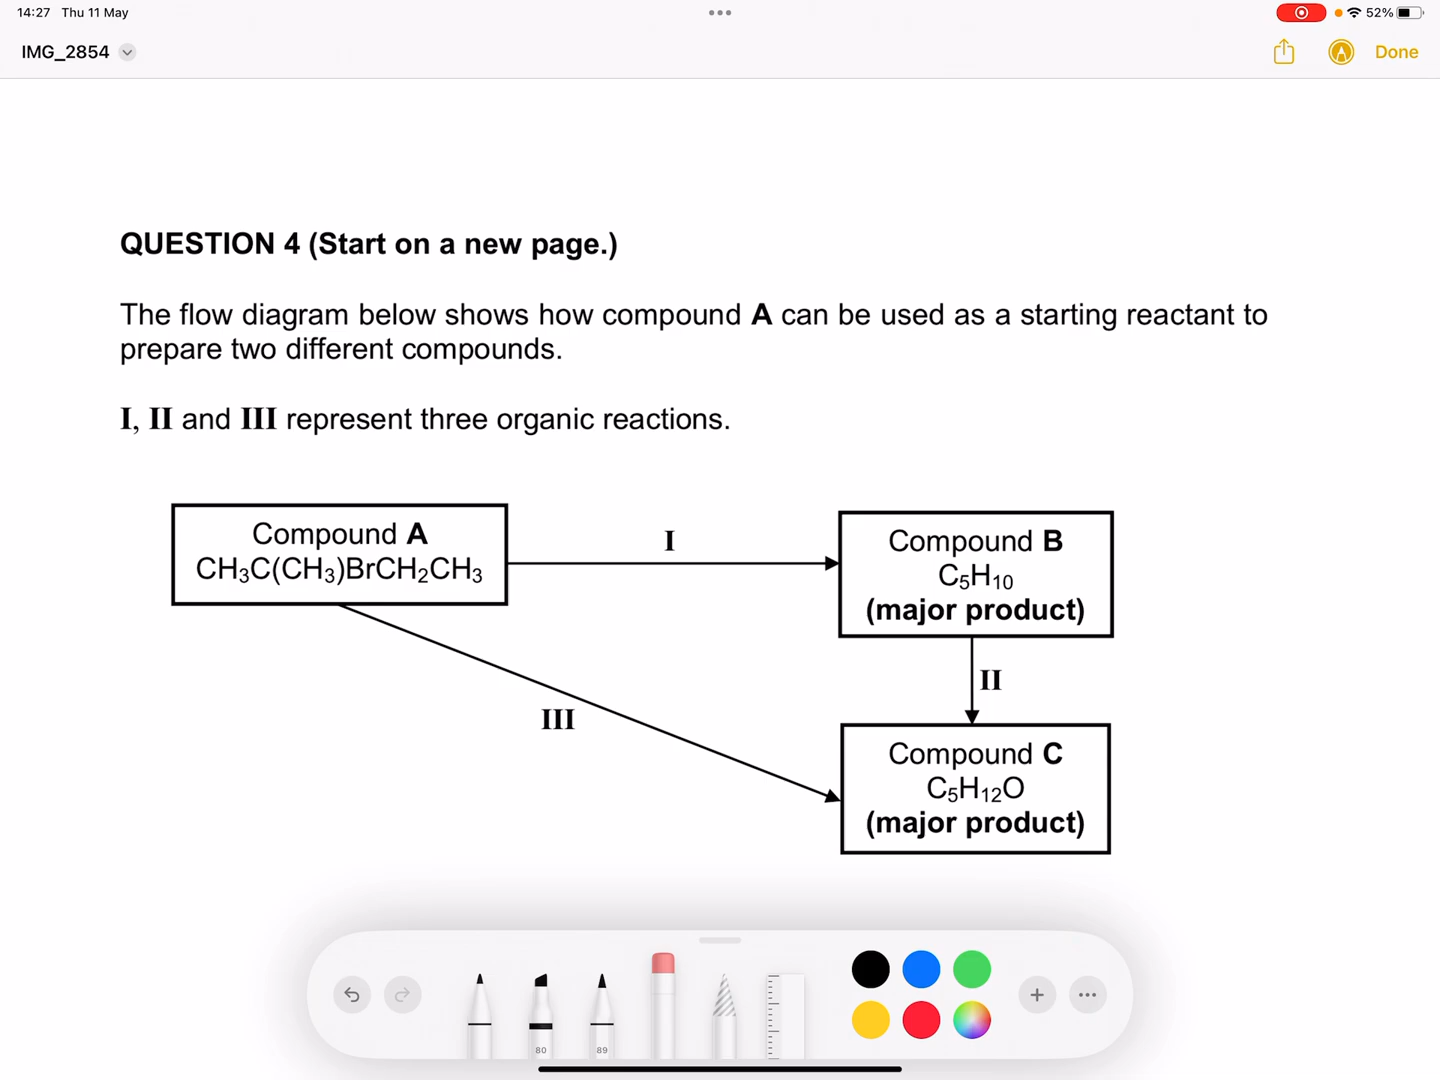 14:27 Thu 11 May
52%
IMG_2854
Done
QUESTION 4 (Start on a new page.)
The flow diagram below shows how compound A can be used as a starting reactant to
prepare two different compounds.
I, II and III represent three organic reactions.
Compound A
CH₃C(CH₃)BrCH₂CH₃
I
Compound B
C₅H₁₀
(major product)
II
III
Compound C
C₅H₁₂O
(major product)
80
89